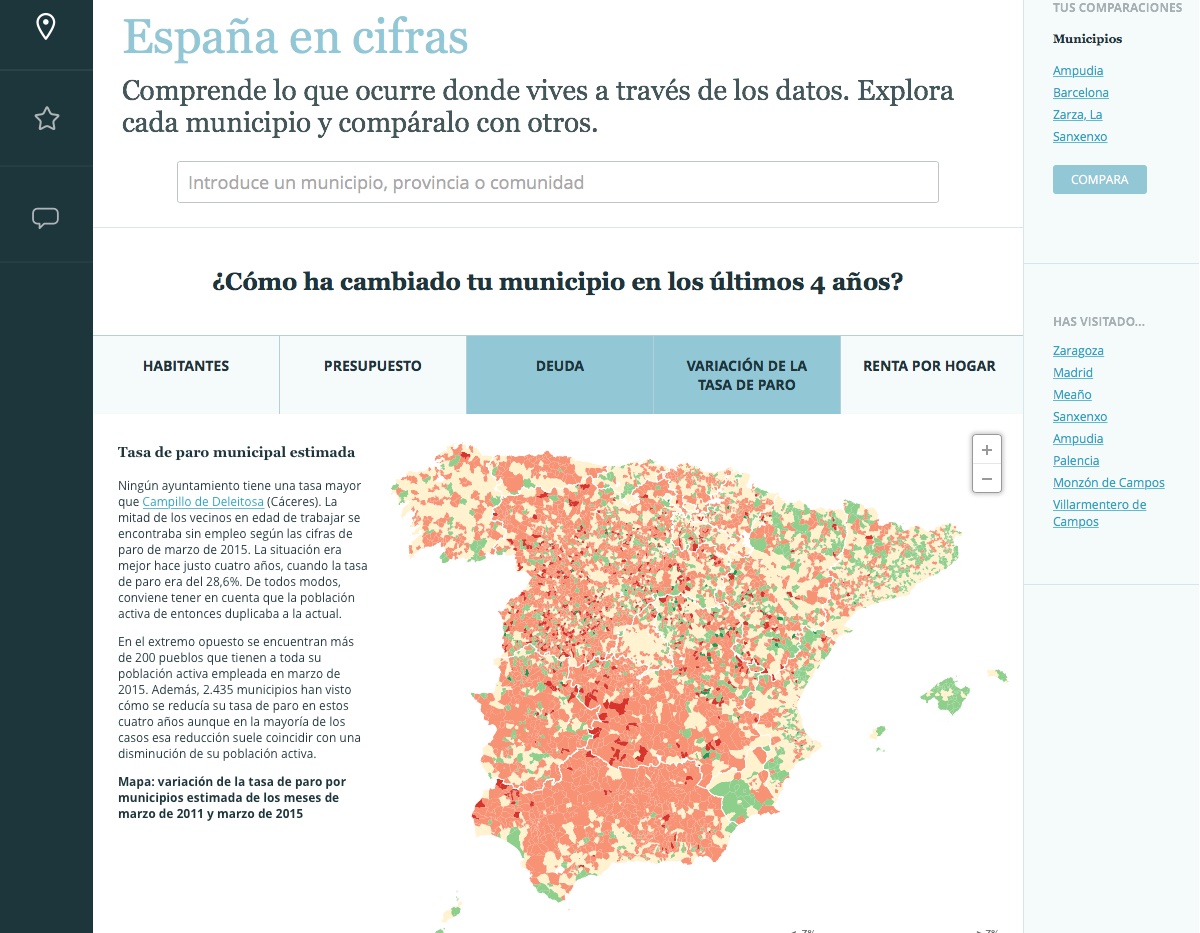 España en cifras
Comprende lo que ocurre donde vives a través de los datos. Explora
cada municipio y compáralo con otros.
Introduce un municipio, provincia o comunidad
¿Cómo ha cambiado tu municipio en los últimos 4 años?
HABITANTES
PRESUPUESTO
DEUDA
VARIACIÓN DE LA
TASA DE PARO
RENTA POR HOGAR
Tasa de paro municipal estimada
Ningún ayuntamiento tiene una tasa mayor
que Campillo de Deleitosa (Cáceres). La
mitad de los vecinos en edad de trabajar se
encontraba sin empleo según las cifras de
paro de marzo de 2015. La situación era
mejor hace justo cuatro años, cuando la tasa
de paro era del 28,6%. De todos modos,
conviene tener en cuenta que la población
activa de entonces duplicaba a la actual.
En el extremo opuesto se encuentran más
de 200 pueblos que tienen a toda su
población activa empleada en marzo de
2015. Además, 2.435 municipios han visto
cómo se reducía su tasa de paro en estos
cuatro años aunque en la mayoría de los
casos esa reducción suele coincidir con una
disminución de su población activa.
Mapa: variación de la tasa de paro por
municipios estimada de los meses de
marzo de 2011 y marzo de 2015
+
−
TUS COMPARACIONES
Municipios
Ampudia
Barcelona
Zarza, La
Sanxenxo
COMPARA
HAS VISITADO...
Zaragoza
Madrid
Meaño
Sanxenxo
Ampudia
Palencia
Monzón de Campos
Villarmentero de
Campos